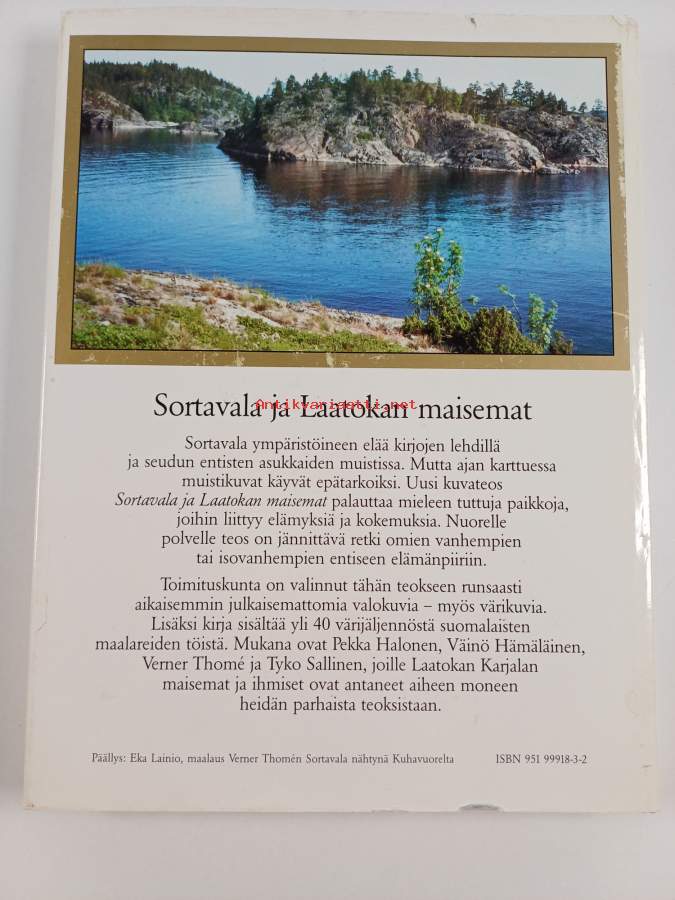 Sortavala ja Laatokan maisemat
Antikvariaatti.net
Sortavala ympäristöineen elää kirjojen lehdillä
ja seudun entisten asukkaiden muistissa. Mutta ajan karttuessa
muistikuvat käyvät epätarkoiksi. Uusi kuvateos
Sortavala ja Laatokan maisemat palauttaa mieleen tuttuja paikkoja,
joihin liittyy elämyksiä ja kokemuksia. Nuorelle
polvelle teos on jännittävä retki omien vanhempien
tai isovanhempien entiseen elämänpiiriin.
Toimituskunta on valinnut tähän teokseen runsaasti
aikaisemmin julkaisemattomia valokuvia – myös värikuvia.
Lisäksi kirja sisältää yli 40 värijäljennöstä suomalaisten
maalareiden töistä. Mukana ovat Pekka Halonen, Väinö Hämäläinen,
Verner Thomé ja Tyko Sallinen, joille Laatokan Karjalan
maisemat ja ihmiset ovat antaneet aiheen moneen
heidän parhaista teoksistaan.
Päällys: Eka Lainio, maalaus Verner Thomén Sortavala nähtynä Kuhavuorelta
ISBN 951 99918-3-2